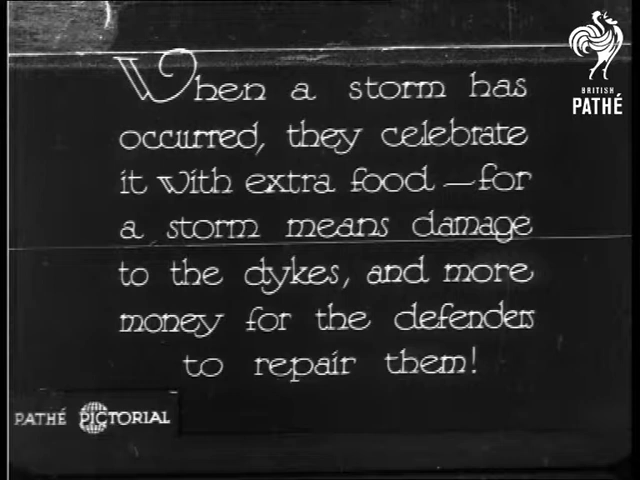 BRITISH
PATHÉ
When a storm has
occurred, they celebrate
it with extra food — for
a storm means damage
to the dykes, and more
money for the defenders
to repair them!
PATHÉ PICTORIAL